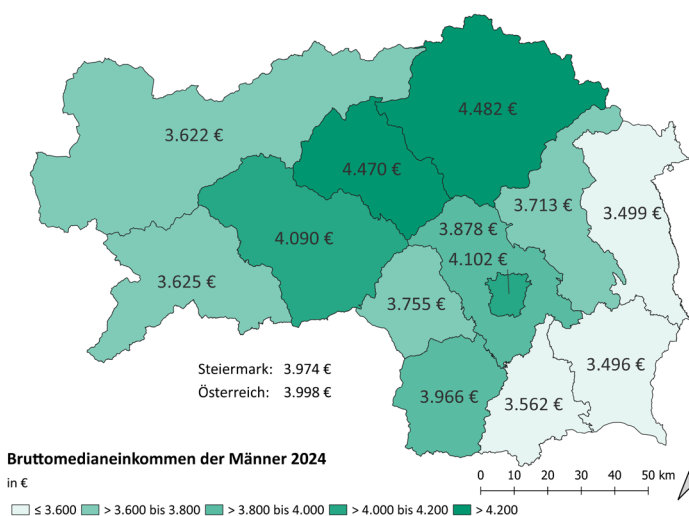 4.482 €
3.622 €
4.470 €
3.713 €
3.499 €
3.878 €
4.090 €
4.102 €
3.625 €
3.755 €
3.496 €
Steiermark: 3.974 €
Österreich: 3.998 €
3.966 €
3.562 €
Bruttomedianeinkommen der Männer 2024
in €
0 10 20 30 40 50 km
≤ 3.600 > 3.600 bis 3.800 > 3.800 bis 4.000 > 4.000 bis 4.200 > 4.200